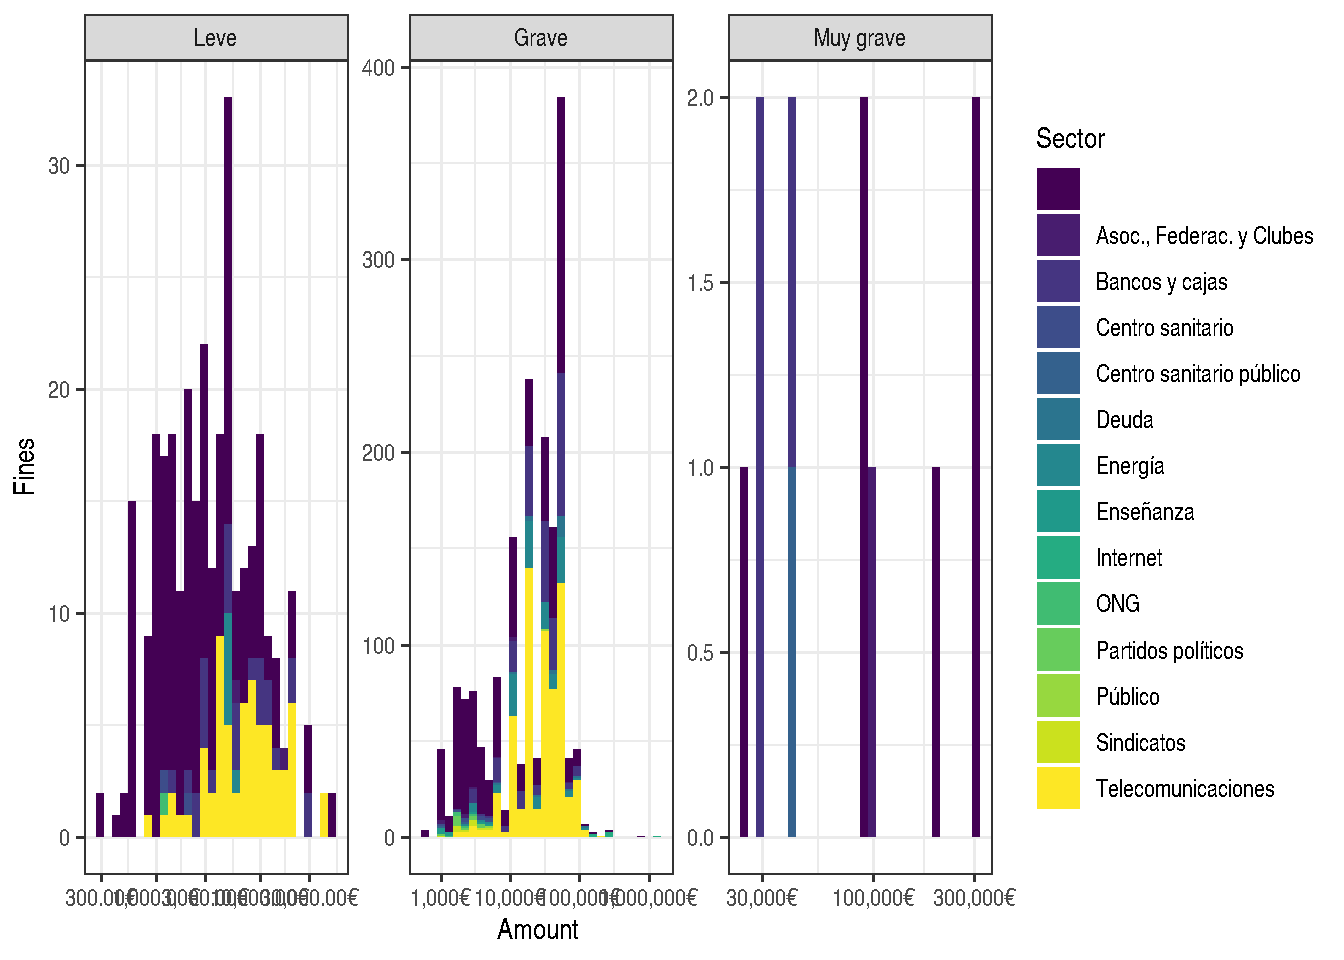 Leve
Grave
Muy grave
Fines
30
20
10
0
400
300
200
100
0
2.0
1.5
1.0
0.5
0.0
1,000€
10,000€
30,000€
100,000€
300,000€
Amount
Sector
Asoc., Federac. y Clubes
Bancos y cajas
Centro sanitario
Centro sanitario público
Deuda
Energía
Enseñanza
Internet
ONG
Partidos políticos
Público
Sindicatos
Telecomunicaciones